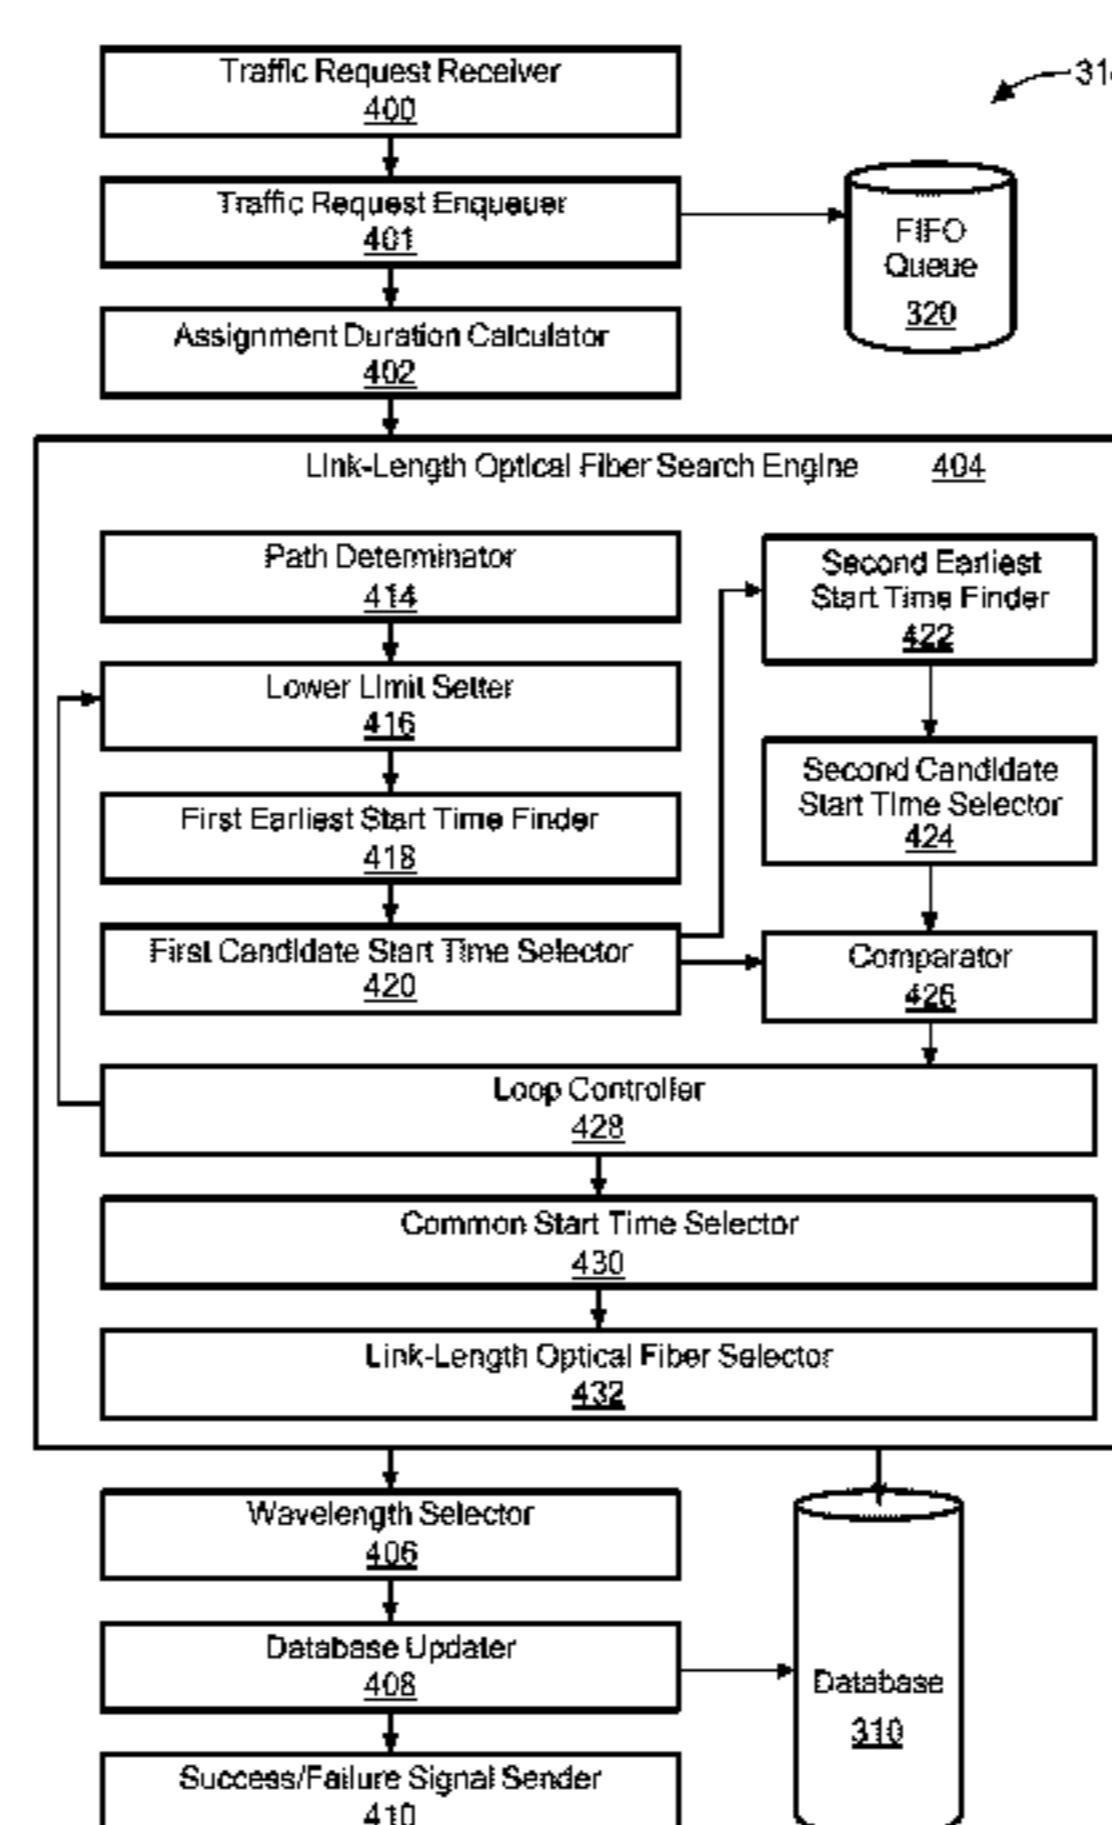 Traffic Request Receiver
400
31
Traffic Request Enqueuer
401
FIFO
Queue
320
Assignment Duration Calculator
402
Link-Length Optical Fiber Search Engine 404
Path Determinator
414
Second Earliest
Start Time Finder
422
Lower Limit Setter
416
Second Candidate
Start Time Selector
424
First Earliest Start Time Finder
418
First Candidate Start Time Selector
420
Comparator
426
Loop Controller
428
Common Start Time Selector
430
Link-Length Optical Fiber Selector
432
Wavelength Selector
406
Database Updater
408
Database
310
Success/Failure Signal Sender
410